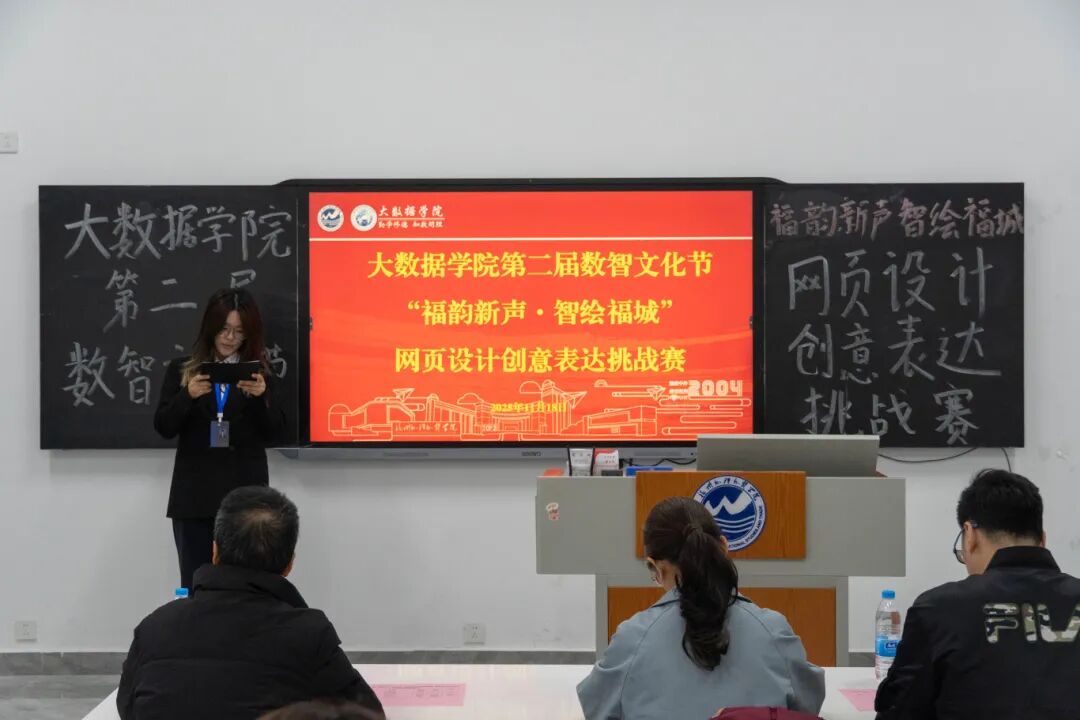 大数据学院
第二届
数智
节
大数据学院
大数据学院第二届数智文化节
“福韵新声·智绘福城”
网页设计创意表达挑战赛
2004
福韵新声智绘福城
网页设计
创意表达
挑战赛
FILA